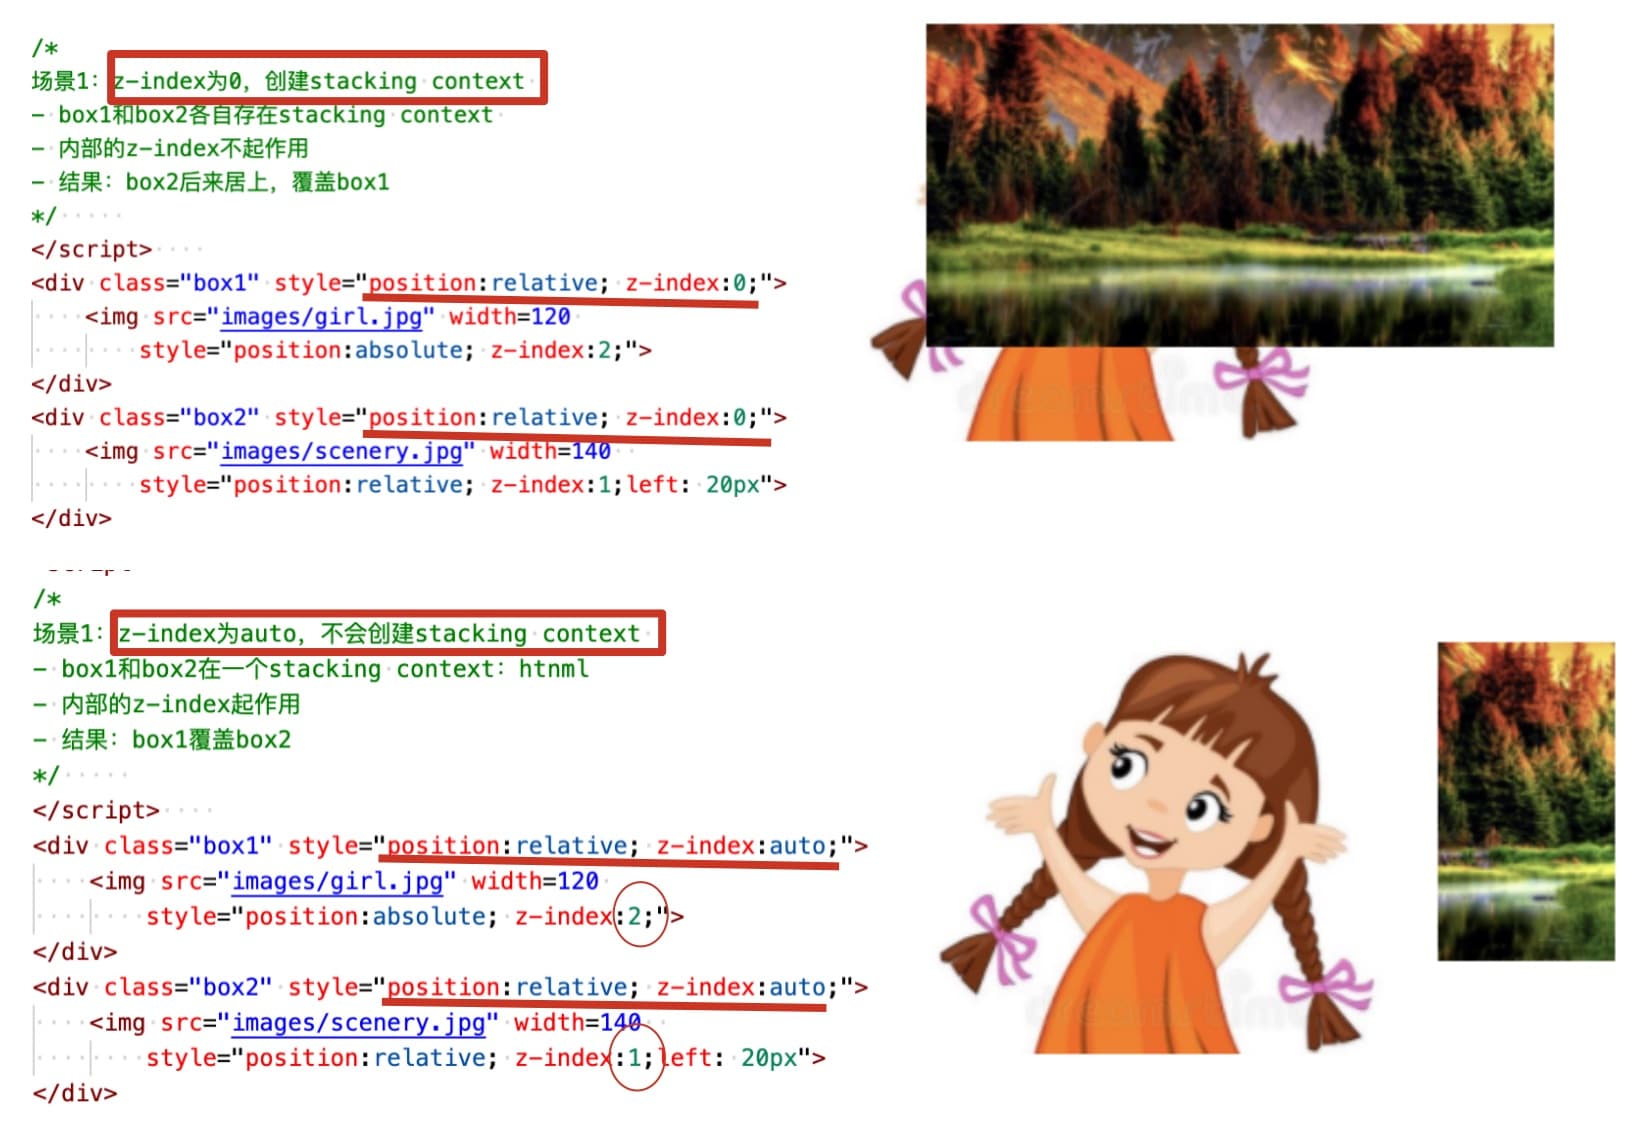 /*
场景1：z-index为0，创建stacking context
- box1和box2各自存在stacking context
- 内部的z-index不起作用
- 结果：box2后来居上，覆盖box1
*/
</script>
<div class="box1" style="position:relative; z-index:0;">
<img src="images/girl.jpg" width=120
style="position:absolute; z-index:2;">
</div>
<div class="box2" style="position:relative; z-index:0;">
<img src="images/scenery.jpg" width=140
style="position:relative; z-index:1;left: 20px">
</div>
/*
场景1：z-index为auto，不会创建stacking context
- box1和box2在一个stacking context：htnml
- 内部的z-index起作用
- 结果：box1覆盖box2
*/
</script>
<div class="box1" style="position:relative; z-index:auto;">
<img src="images/girl.jpg" width=120
style="position:absolute; z-index:2;">
</div>
<div class="box2" style="position:relative; z-index:auto;">
<img src="images/scenery.jpg" width=140
style="position:relative; z-index:1;left: 20px">
</div>